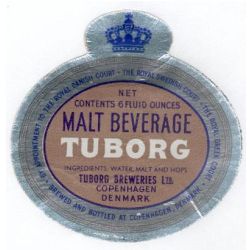 BY APPOINTMENT TO THE ROYAL DANISH COURT - THE ROYAL SWEDISH COURT - THE ROYAL GREEK COURT
NET
CONTENTS 6 FLUID OUNCES
MALT BEVERAGE
TUBORG
INGREDIENTS: WATER, MALT AND HOPS
TUBORG BREWERIES LTD.
COPENHAGEN
DENMARK
BREWED AND BOTTLED AT COPENHAGEN, DENMARK